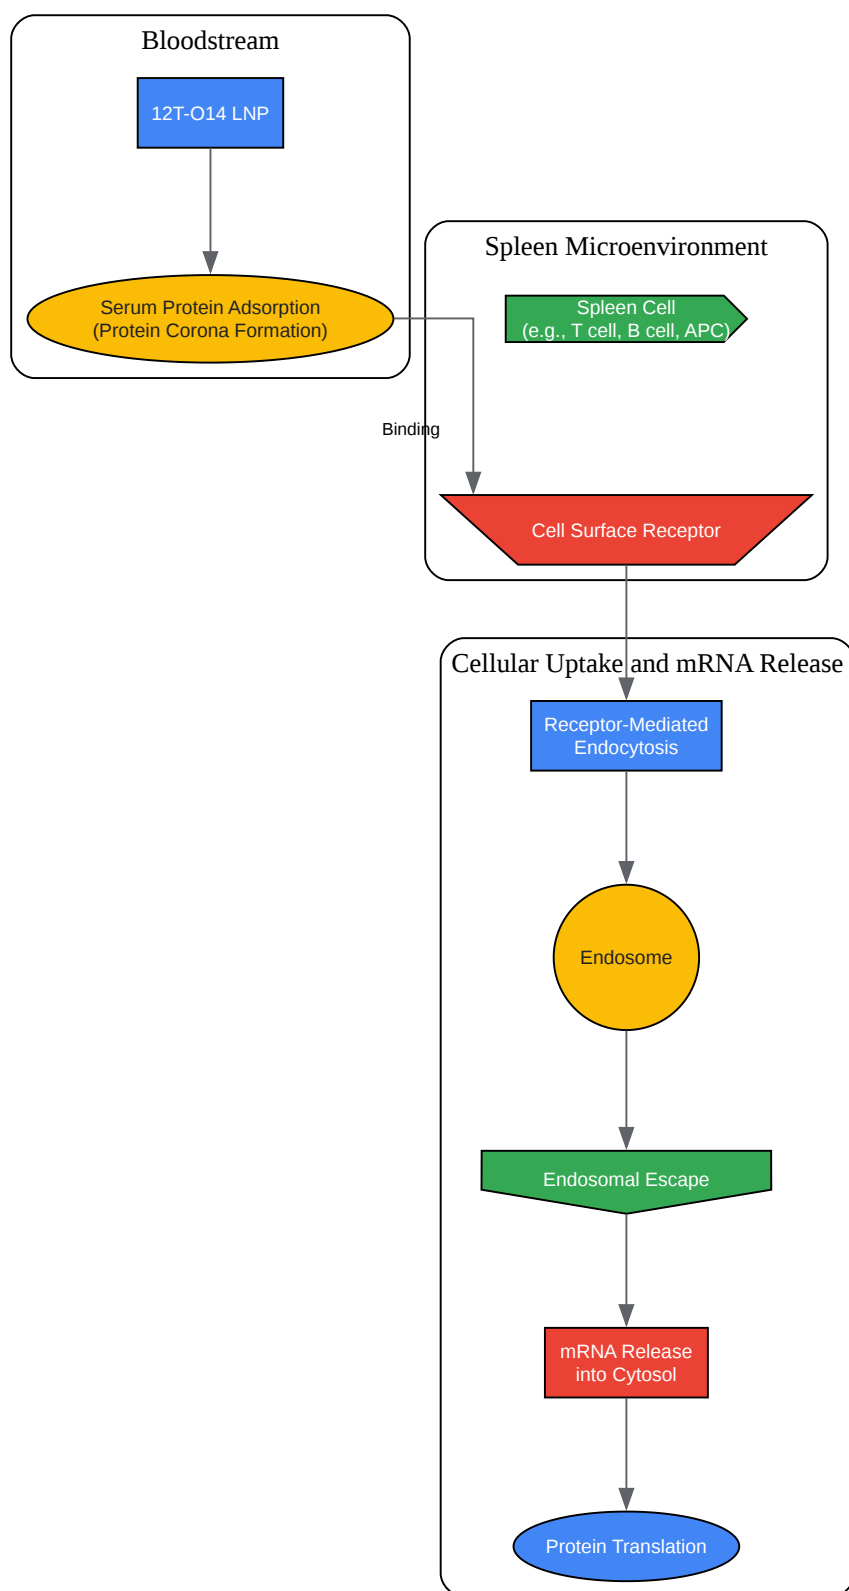 Bloodstream
12T-O14 LNP
Serum Protein Adsorption
(Protein Corona Formation)
Spleen Microenvironment
Spleen Cell
(e.g., T cell, B cell, APC)
Binding
Cell Surface Receptor
Cellular Uptake and mRNA Release
Receptor-Mediated
Endocytosis
Endosome
Endosomal Escape
mRNA Release
into Cytosol
Protein Translation